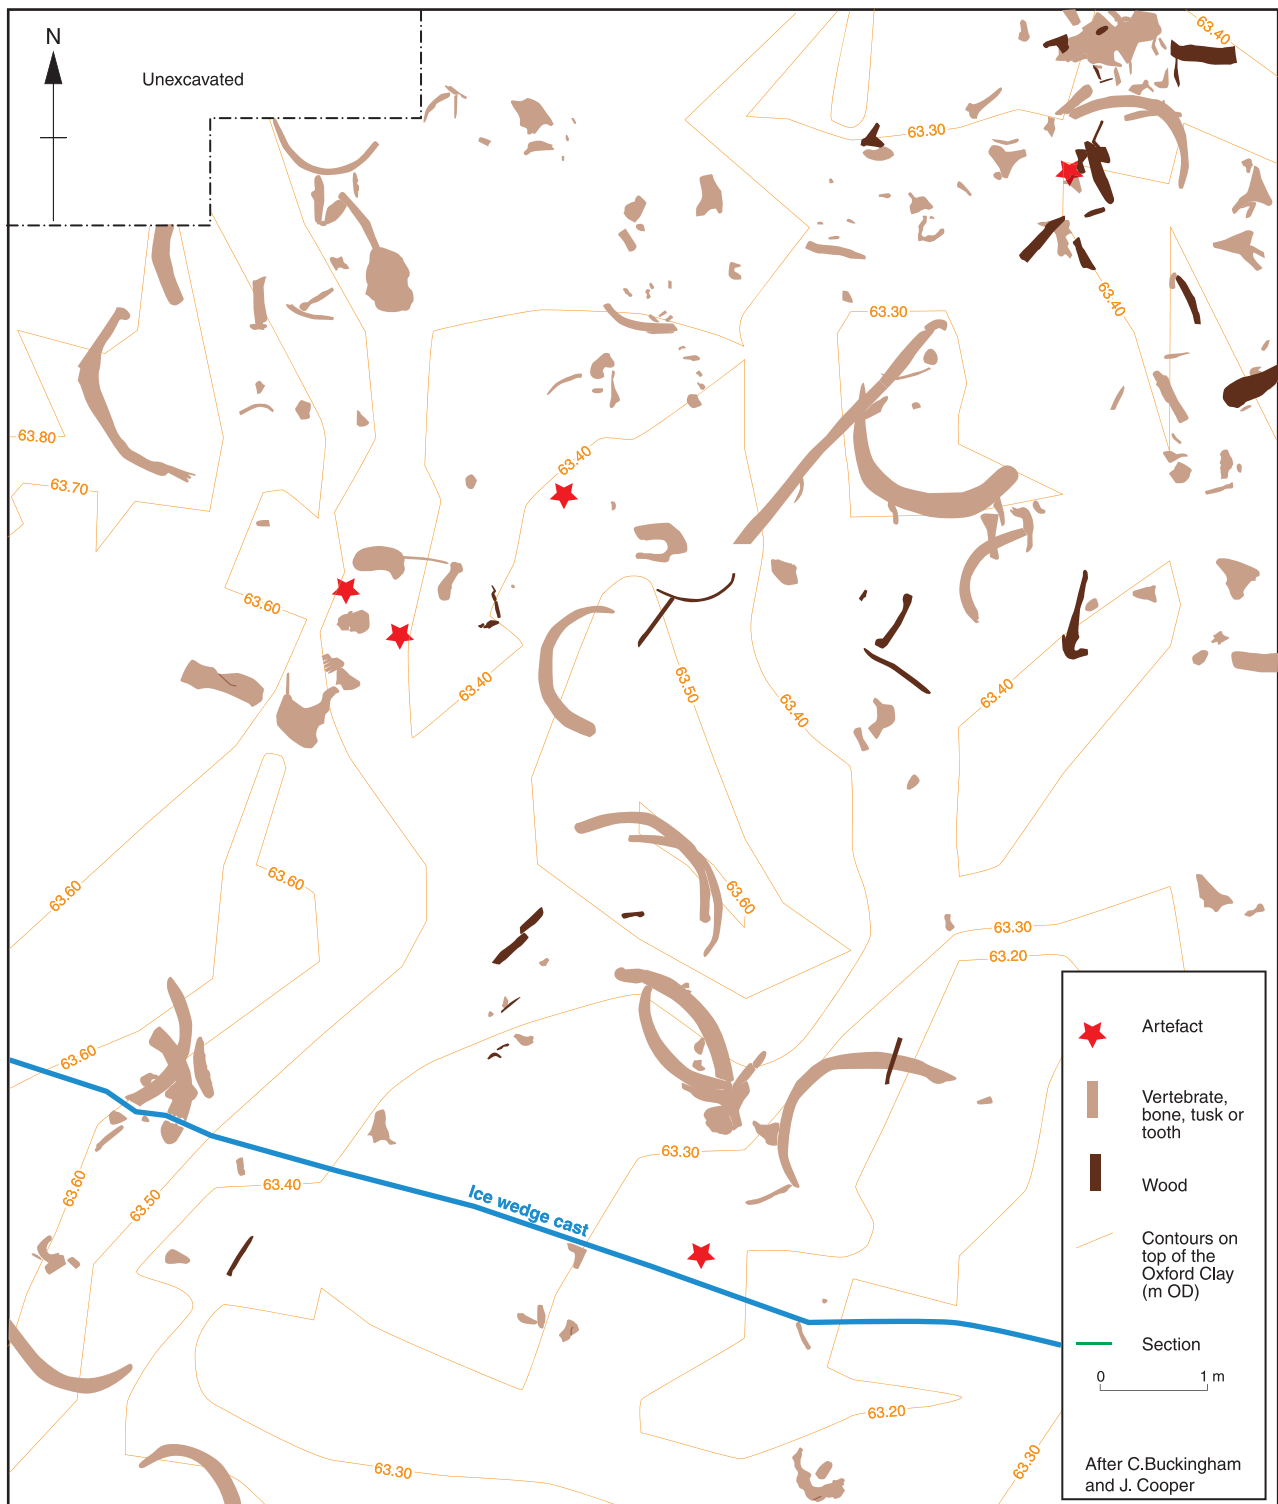 63.40
N
Unexcavated
63.30
63.40
63.30
63.80
63.40
63.70
63.60
63.40
63.50
63.40
63.40
63.60
63.60
63.60
63.30
63.20
63.60
63.30
63.60
63.40
63.50
Ice wedge cast
63.20
63.30
63.30
Artefact
Vertebrate,
bone, tusk or
tooth
Wood
Contours on
top of the
Oxford Clay
(m OD)
Section
0 1 m
After C.Buckingham
and J. Cooper